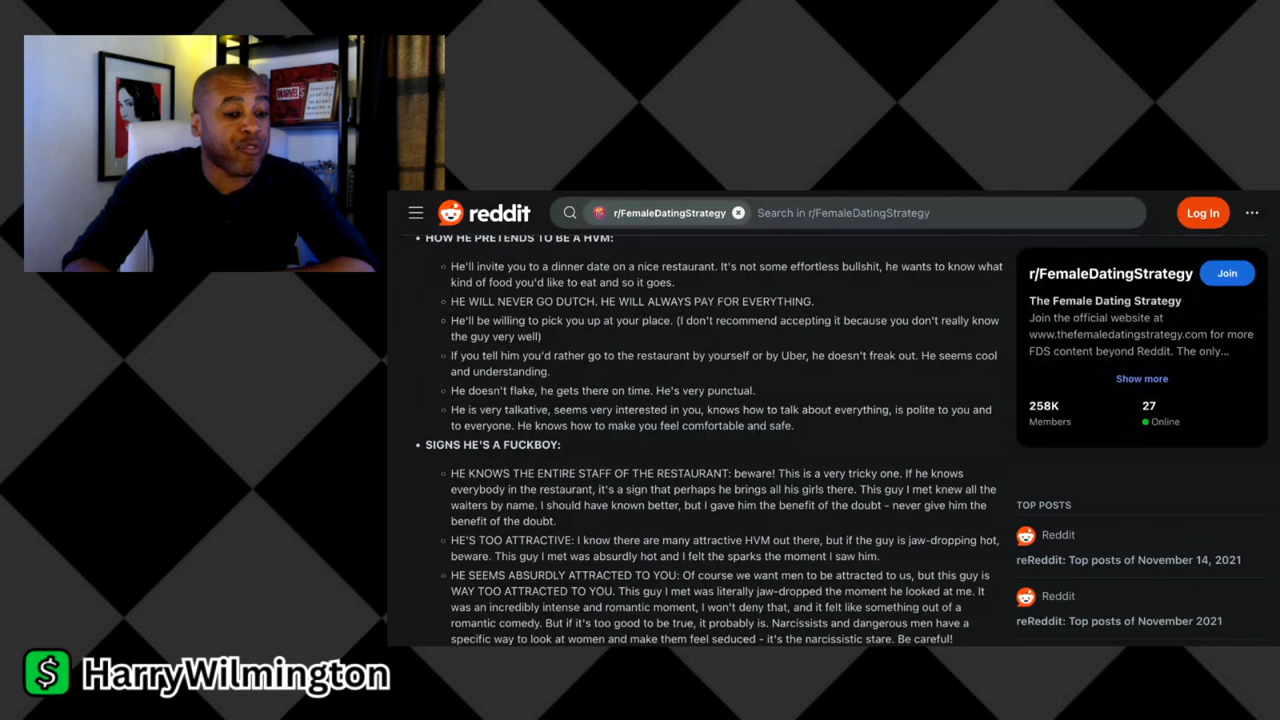 MARVELS
reddit
r/FemaleDatingStrategy
Search in r/FemaleDatingStrategy
Log In
HOW HE PRETENDS TO BE A HVM:
He'll invite you to a dinner date on a nice restaurant. It's not some effortless bullshit, he wants to know what
kind of food you'd like to eat and so it goes.
HE WILL NEVER GO DUTCH. HE WILL ALWAYS PAY FOR EVERYTHING.
He'll be willing to pick you up at your place. (I don't recommend accepting it because you don't really know
the guy very well)
If you tell him you'd rather go to the restaurant by yourself or by Uber, he doesn't freak out. He seems cool
and understanding.
He doesn't flake, he gets there on time. He's very punctual.
He is very talkative, seems very interested in you, knows how to talk about everything, is polite to you and
to everyone. He knows how to make you feel comfortable and safe.
SIGNS HE'S A FUCKBOY:
HE KNOWS THE ENTIRE STAFF OF THE RESTAURANT: beware! This is a very tricky one. If he knows
everybody in the restaurant, it's a sign that perhaps he brings all his girls there. This guy I met knew all the
waiters by name. I should have known better, but I gave him the benefit of the doubt - never give him the
benefit of the doubt.
HE'S TOO ATTRACTIVE: I know there are many attractive HVM out there, but if the guy is jaw-dropping hot,
beware. This guy I met was absurdly hot and I felt the sparks the moment I saw him.
HE SEEMS ABSURDLY ATTRACTED TO YOU: Of course we want men to be attracted to us, but this guy is
WAY TOO ATTRACTED TO YOU. This guy I met was literally jaw-dropped the moment he looked at me. It
was an incredibly intense and romantic moment, I won't deny that, and it felt like something out of a
romantic comedy. But if it's too good to be true, it probably is. Narcissists and dangerous men have a
specific way to look at women and make them feel seduced - it's the narcissistic stare. Be careful!
r/FemaleDatingStrategy
Join
The Female Dating Strategy
Join the official website at
www.thefemaledatingstrategy.com for more
FDS content beyond Reddit. The only...
Show more
258K
27
Members
Online
TOP POSTS
Reddit
reReddit: Top posts of November 14, 2021
Reddit
reReddit: Top posts of November 2021
$ HarryWilmington